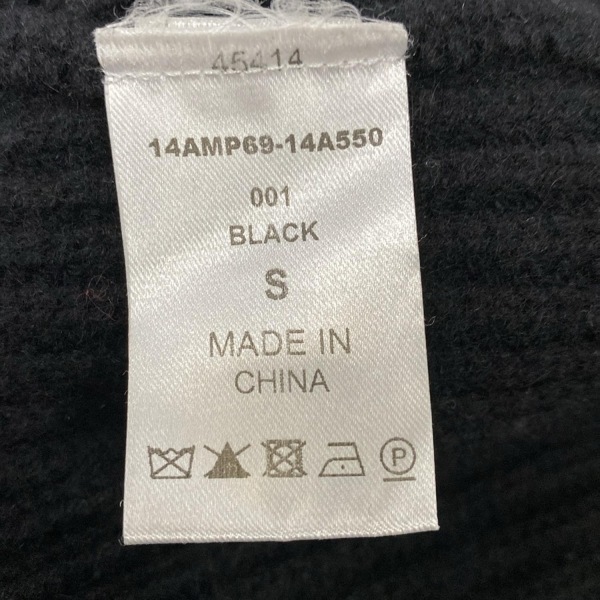 45414
14AMP69-14A550
001
BLACK
S
MADE IN
CHINA
P